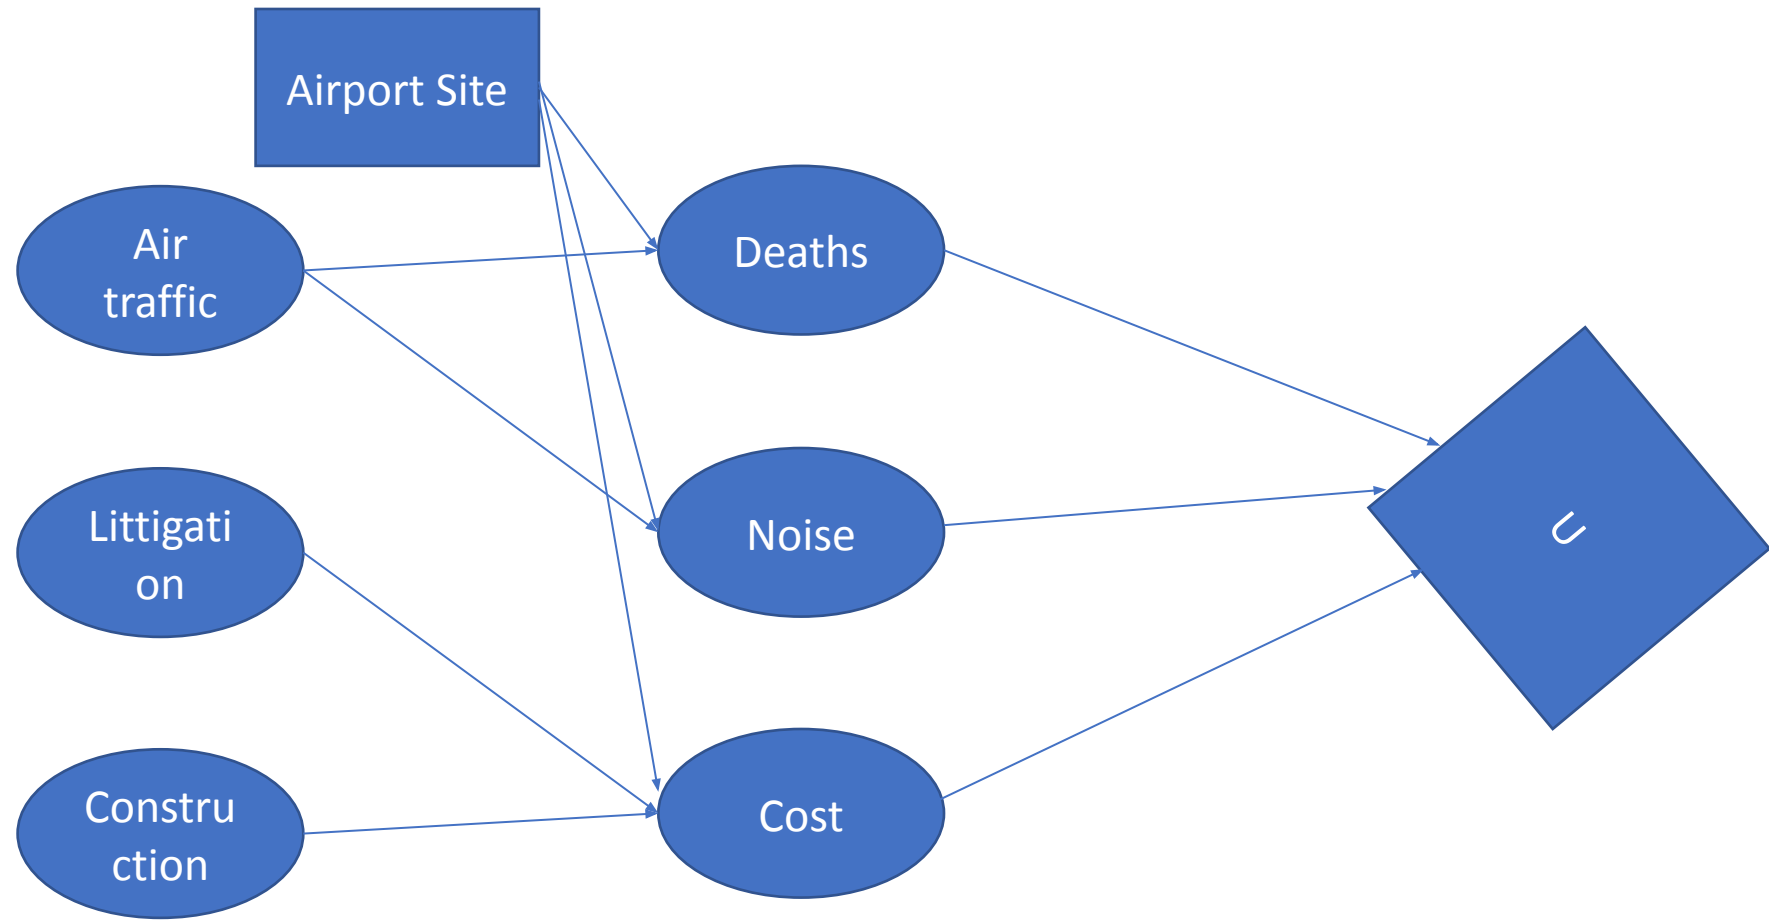 Airport Site
Air
traffic
Deaths
Littigati
on
Noise
U
Constru
ction
Cost